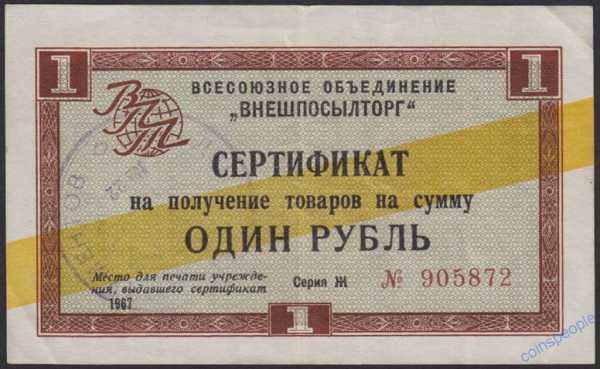 1 1
ВСЕСОЮЗНОЕ ОБЪЕДИНЕНИЕ
„ВНЕШПОСЫЛТОРГ“
ВПТ
СЕРТИФИКАТ
на получение товаров на сумму
ОДИН РУБЛЬ
Место для печати учрежде-
ния, выдавшего сертификат
1967
Серия Ж № 905872
1
coinspeople